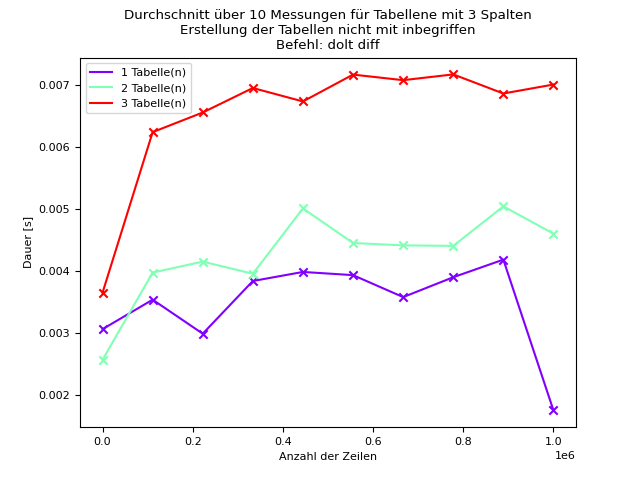 Durchschnitt über 10 Messungen für Tabellene mit 3 Spalten
Erstellung der Tabellen nicht mit inbegriffen
Befehl: dolt diff
1 Tabelle(n)
2 Tabelle(n)
3 Tabelle(n)
0.007
0.006
0.005
0.004
0.003
0.002
Dauer [s]
0.0 0.2 0.4 0.6 0.8 1.0
1e6
Anzahl der Zeilen